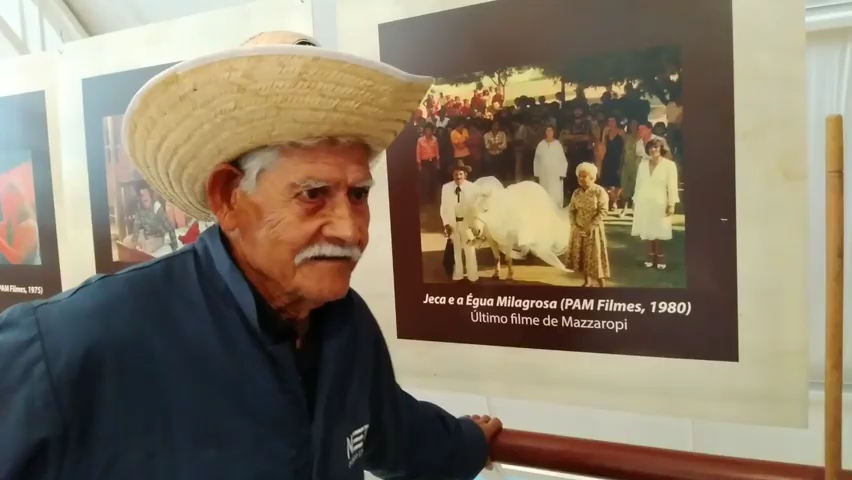 PAM Filmes, 1975)
Jeca e a Égua Milagrosa (PAM Filmes, 1980)
Último filme de Mazzaropi